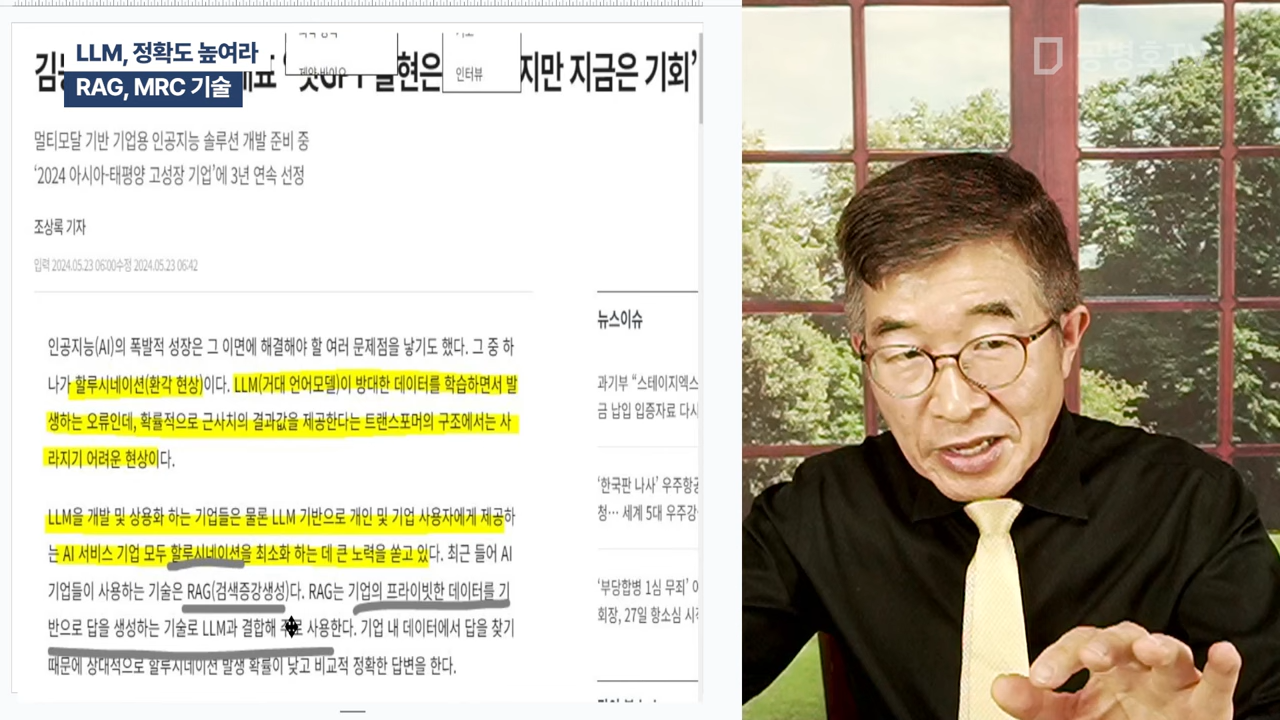 LLM, 정확도 높여라
RAG, MRC 기술
현은
지만 지금은 기회’
인터뷰
멀티모달 기반 기업용 인공지능 솔루션 개발 준비 중
‘2024 아시아-태평양 고성장 기업’에 3년 연속 선정
조상록 기자
입력 2024.05.23 06:00수정 2024.05.23 06:42
인공지능(AI)의 폭발적 성장은 그 이면에 해결해야 할 여러 문제점을 낳기도 했다. 그 중 하
나가 할루시네이션(환각 현상)이다. LLM(거대 언어모델)이 방대한 데이터를 학습하면서 발
생하는 오류인데, 확률적으로 근사치의 결과값을 제공한다는 트랜스포머의 구조에서는 사
라지기 어려운 현상이다.
LLM을 개발 및 상용화 하는 기업들은 물론 LLM 기반으로 개인 및 기업 사용자에게 제공하
는 AI 서비스 기업 모두 할루시네이션을 최소화 하는 데 큰 노력을 쏟고 있다. 최근 들어 AI
기업들이 사용하는 기술은 RAG(검색증강생성)다. RAG는 기업의 프라이빗한 데이터를 기
반으로 답을 생성하는 기술로 LLM과 결합해 사용한다. 기업 내 데이터에서 답을 찾기
때문에 상대적으로 할루시네이션 발생 확률이 낮고 비교적 정확한 답변을 한다.
뉴스이슈
과기부 “스테이지엑스
금 납입 입증자료 다시
‘한국판 나사’ 우주항공
청… 세계 5대 우주강
‘부당합병 1심 무죄’ 이
회장, 27일 항소심 시작
공병호TV